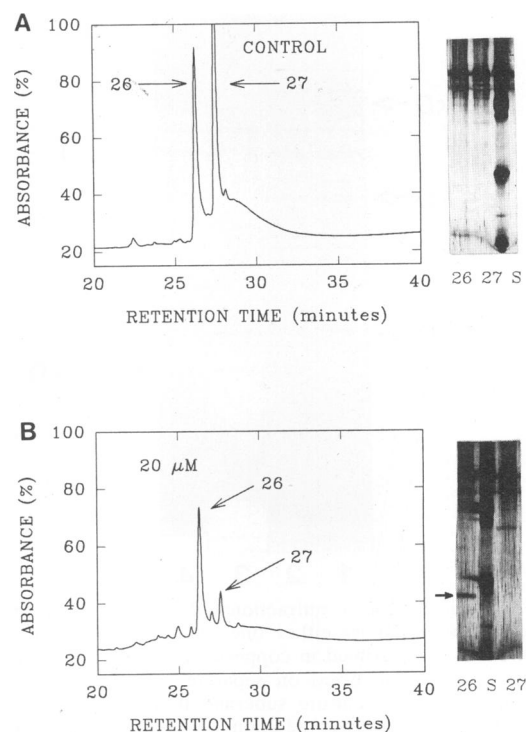 A
CONTROL
26
27
100
80
60
40
20
ABSORBANCE (%)
20 25 30 35 40
RETENTION TIME (minutes)
26 27 S
B
20 μM
26
27
100
80
60
40
20
ABSORBANCE (%)
20 25 30 35 40
RETENTION TIME (minutes)
26 S 27